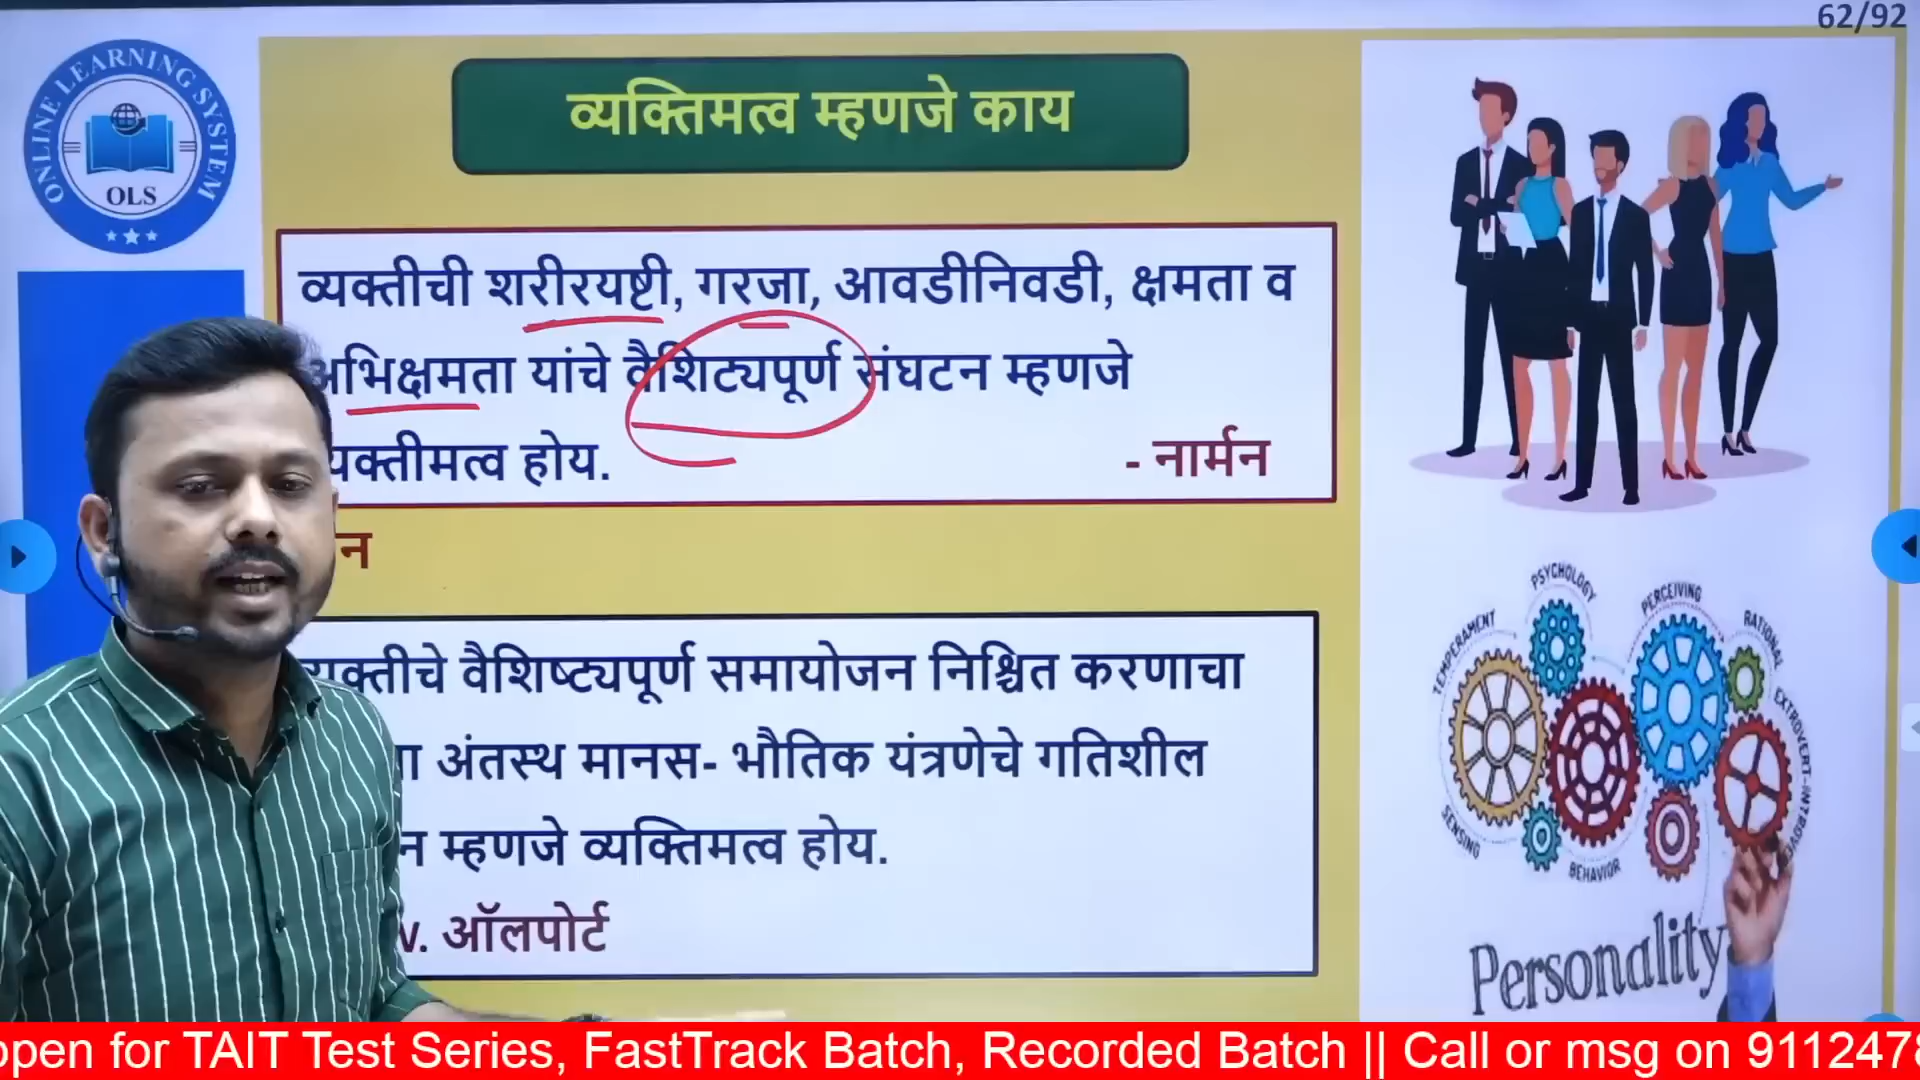 62/92
ONLINE LEARNING SYSTEM
OLS
व्यक्तिमत्व म्हणजे काय
व्यक्तीची शरीरयष्टी, गरजा, आवडीनिवडी, क्षमता व
अभिक्षमता यांचे वैशिट्यपूर्ण संघटन म्हणजे
व्यक्तीमत्व होय.
- नार्मन
न
व्यक्तीचे वैशिष्ट्यपूर्ण समायोजन निश्चित करणाचा
अंतस्थ मानस- भौतिक यंत्रणेचे गतिशील
न म्हणजे व्यक्तिमत्व होय.
ऑलपोर्ट
PSYCHOLOGY
PERCEIVING
TEMPERAMENT
RATIONAL
EXTROVERT-INTROVERT
SENSING
BEHAVIOR
Personality
open for TAIT Test Series, FastTrack Batch, Recorded Batch || Call or msg on 911247